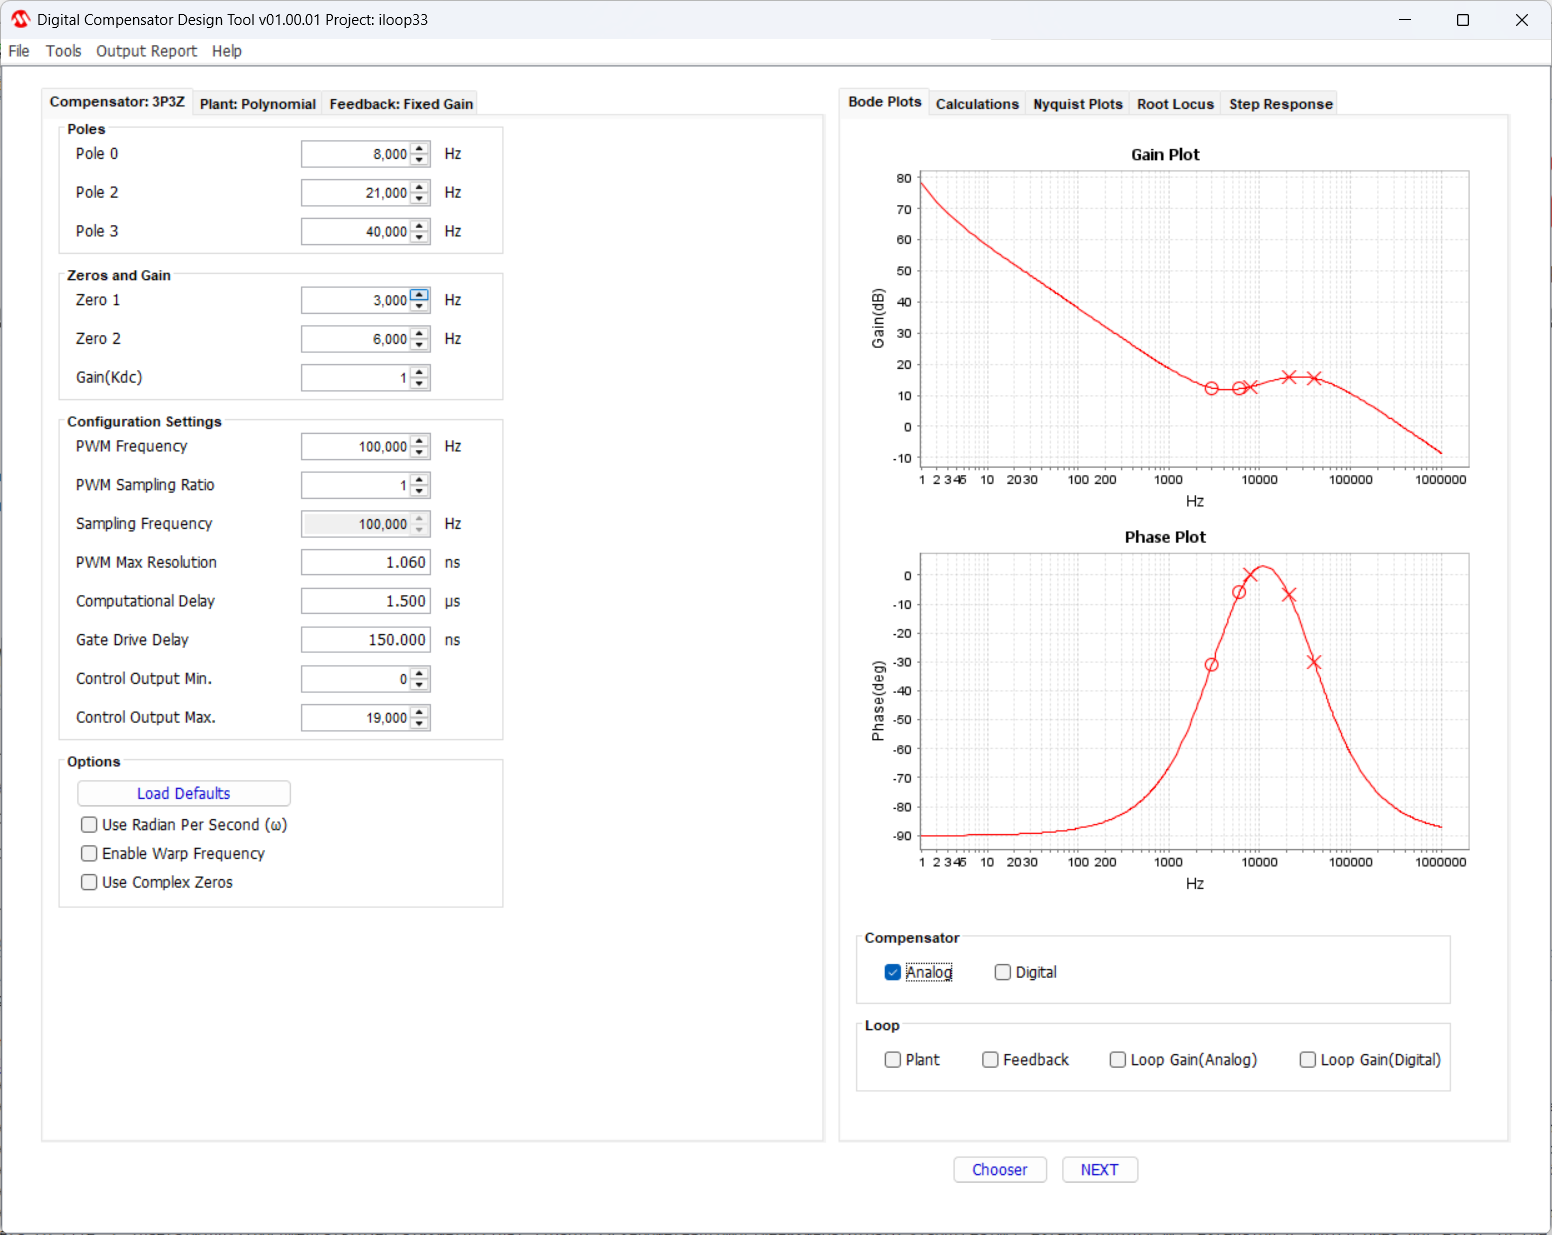 Digital Compensator Design Tool v01.00.01 Project: iloop33
File Tools Output Report Help
Compensator: 3P3Z Plant: Polynomial Feedback: Fixed Gain
Poles
Pole 0 8,000 Hz
Pole 2 21,000 Hz
Pole 3 40,000 Hz
Zeros and Gain
Zero 1 3,000 Hz
Zero 2 6,000 Hz
Gain(Kdc) 1
Configuration Settings
PWM Frequency 100,000 Hz
PWM Sampling Ratio 1
Sampling Frequency 100,000 Hz
PWM Max Resolution 1.060 ns
Computational Delay 1.500 µs
Gate Drive Delay 150.000 ns
Control Output Min. 0
Control Output Max. 19,000
Options
Load Defaults
Use Radian Per Second (ω)
Enable Warp Frequency
Use Complex Zeros
Bode Plots Calculations Nyquist Plots Root Locus Step Response
Gain Plot
80
70
60
50
40
30
20
10
0
-10
Gain(dB)
1 2 3 4 5 10 20 30 100 200 1000 10000 100000 1000000
Hz
Phase Plot
0
-10
-20
-30
-40
-50
-60
-70
-80
-90
Phase(deg)
1 2 3 4 5 10 20 30 100 200 1000 10000 100000 1000000
Hz
Compensator
Analog Digital
Loop
Plant Feedback Loop Gain(Analog) Loop Gain(Digital)
Chooser NEXT